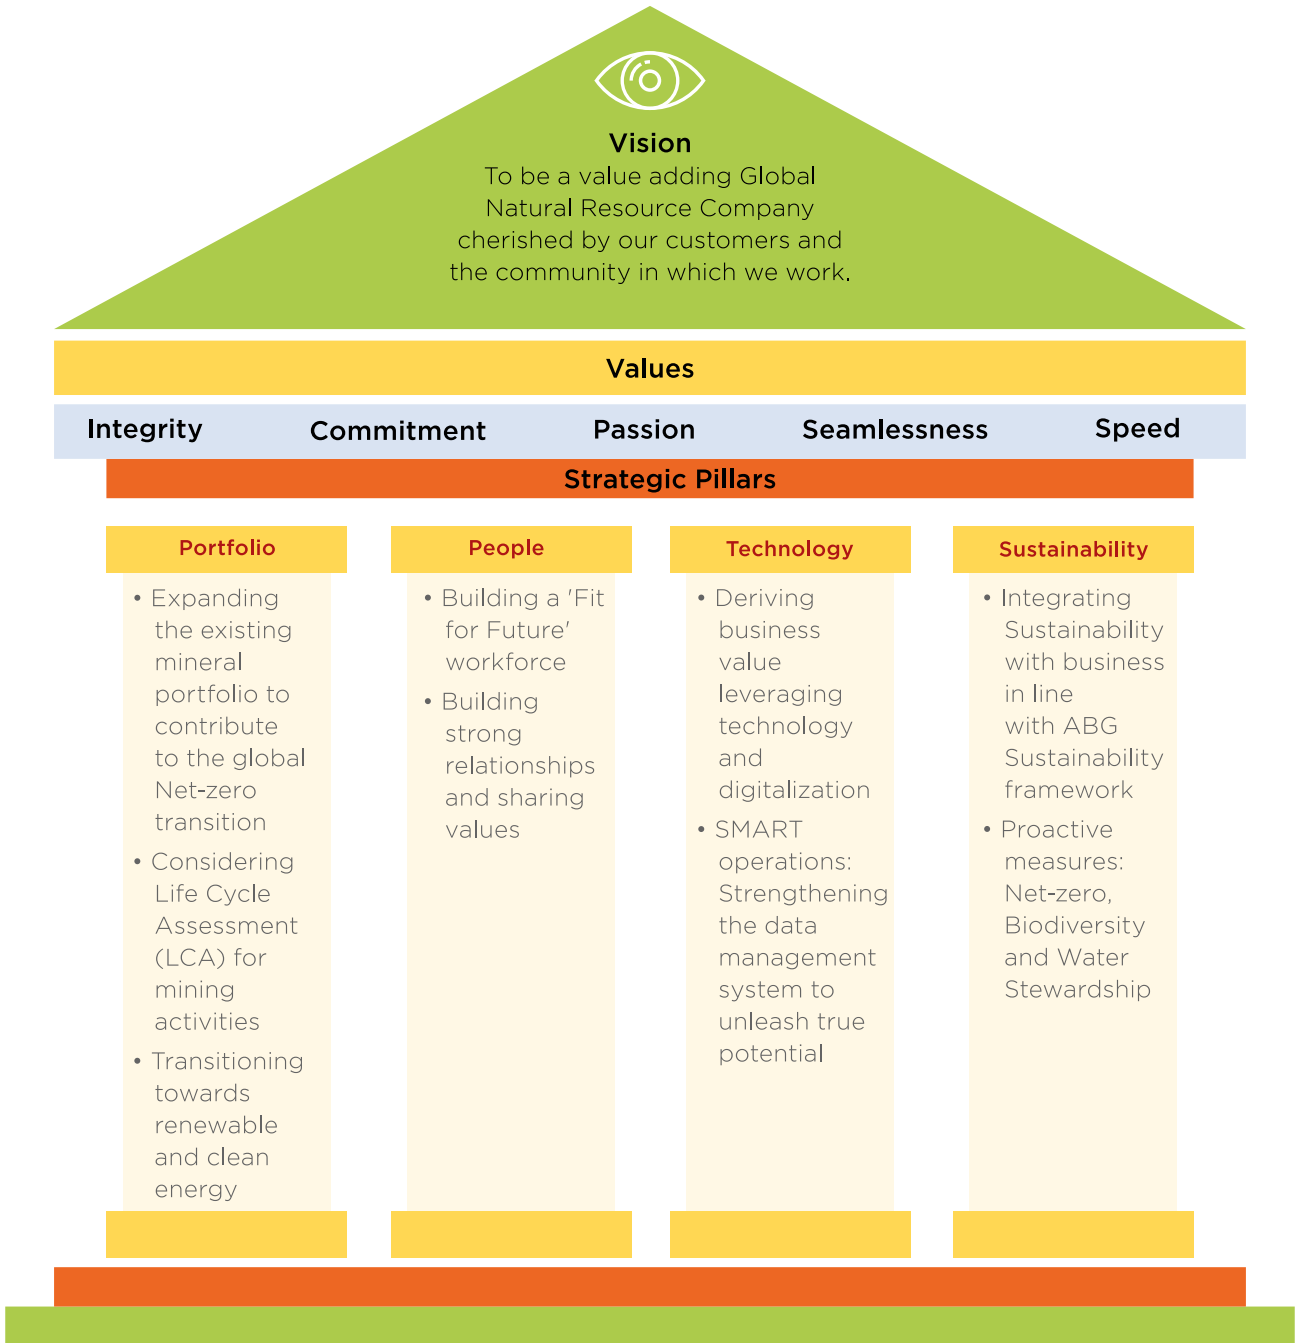 Vision
To be a value adding Global
Natural Resource Company
cherished by our customers and
the community in which we work.
Values
Integrity Commitment Passion Seamlessness Speed
Strategic Pillars
Portfolio
• Expanding
the existing
mineral
portfolio to
contribute
to the global
Net-zero
transition
• Considering
Life Cycle
Assessment
(LCA) for
mining
activities
• Transitioning
towards
renewable
and clean
energy
People
• Building a 'Fit
for Future'
workforce
• Building
strong
relationships
and sharing
values
Technology
• Deriving
business
value
leveraging
technology
and
digitalization
• SMART
operations:
Strengthening
the data
management
system to
unleash true
potential
Sustainability
• Integrating
Sustainability
with business
in line
with ABG
Sustainability
framework
• Proactive
measures:
Net-zero,
Biodiversity
and Water
Stewardship